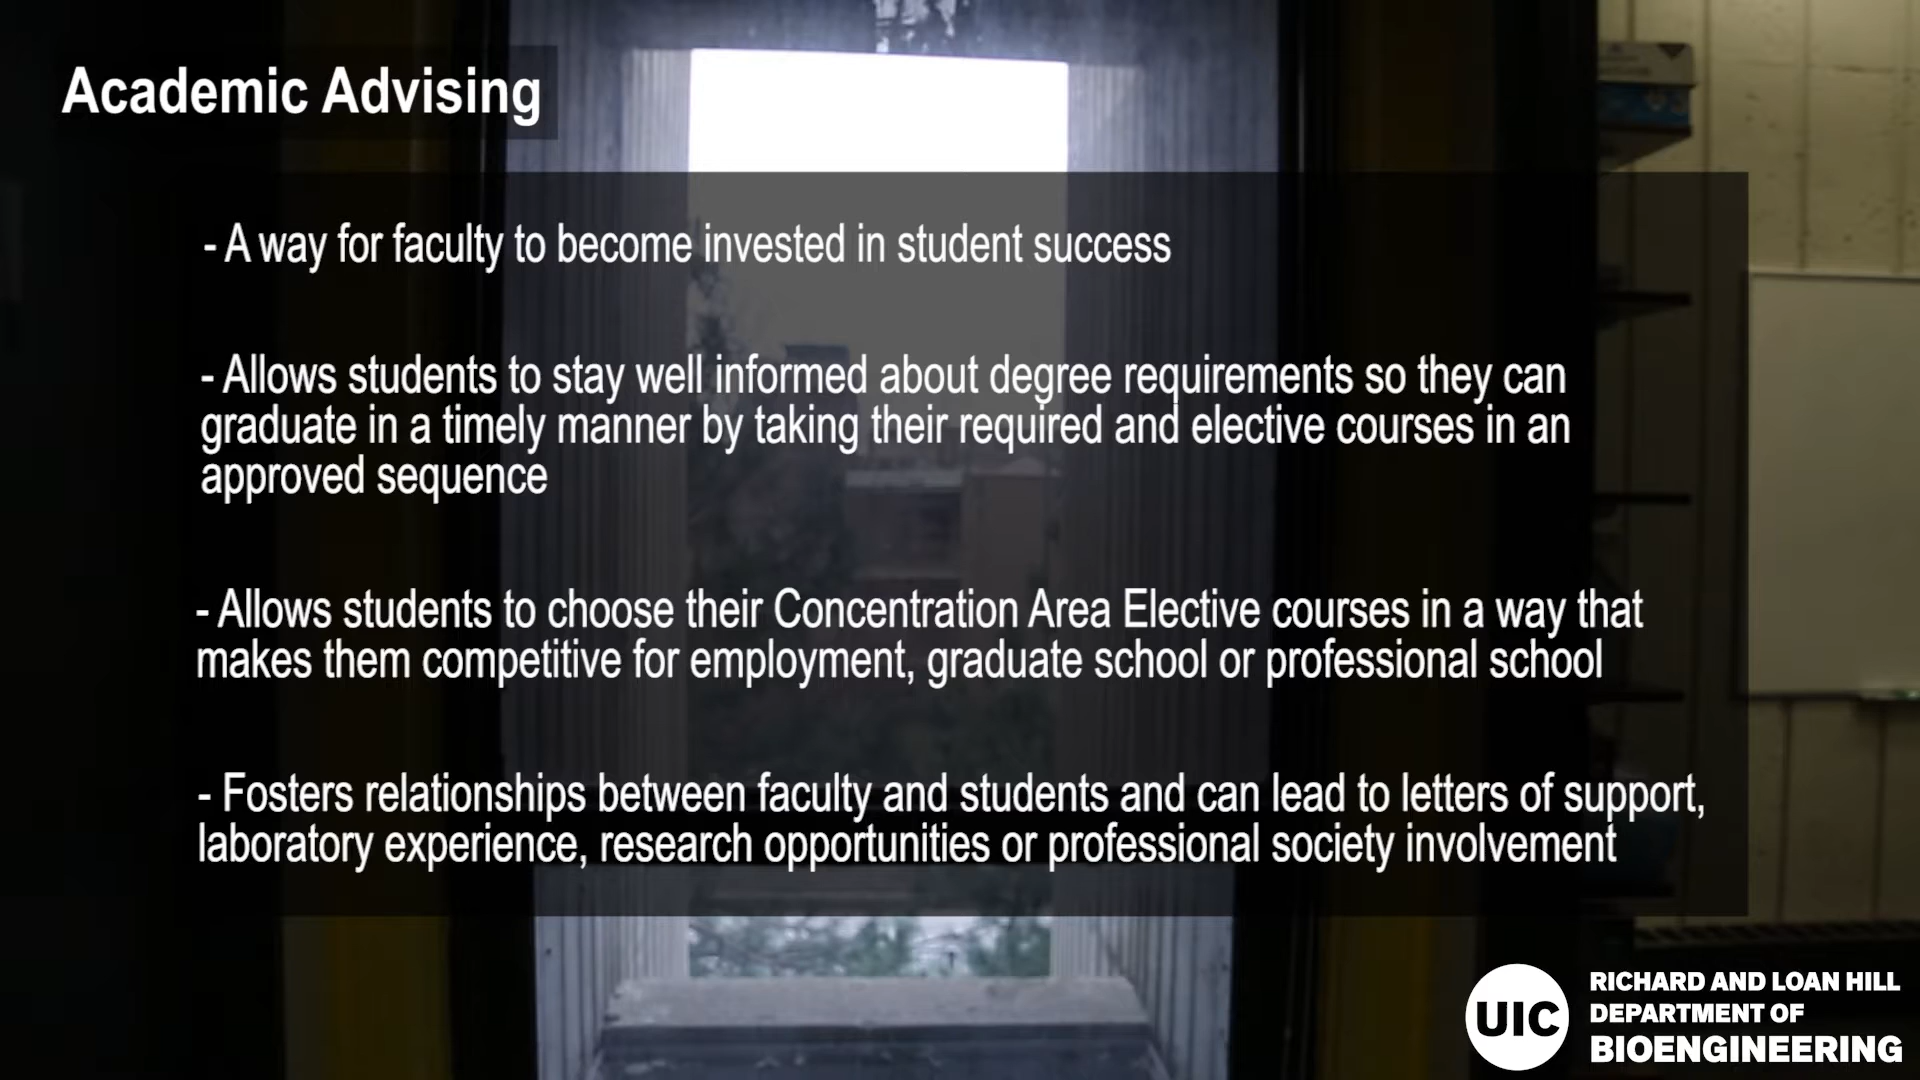 Academic Advising
- A way for faculty to become invested in student success
- Allows students to stay well informed about degree requirements so they can
graduate in a timely manner by taking their required and elective courses in an
approved sequence
- Allows students to choose their Concentration Area Elective courses in a way that
makes them competitive for employment, graduate school or professional school
- Fosters relationships between faculty and students and can lead to letters of support,
laboratory experience, research opportunities or professional society involvement
UIC
RICHARD AND LOAN HILL
DEPARTMENT OF
BIOENGINEERING